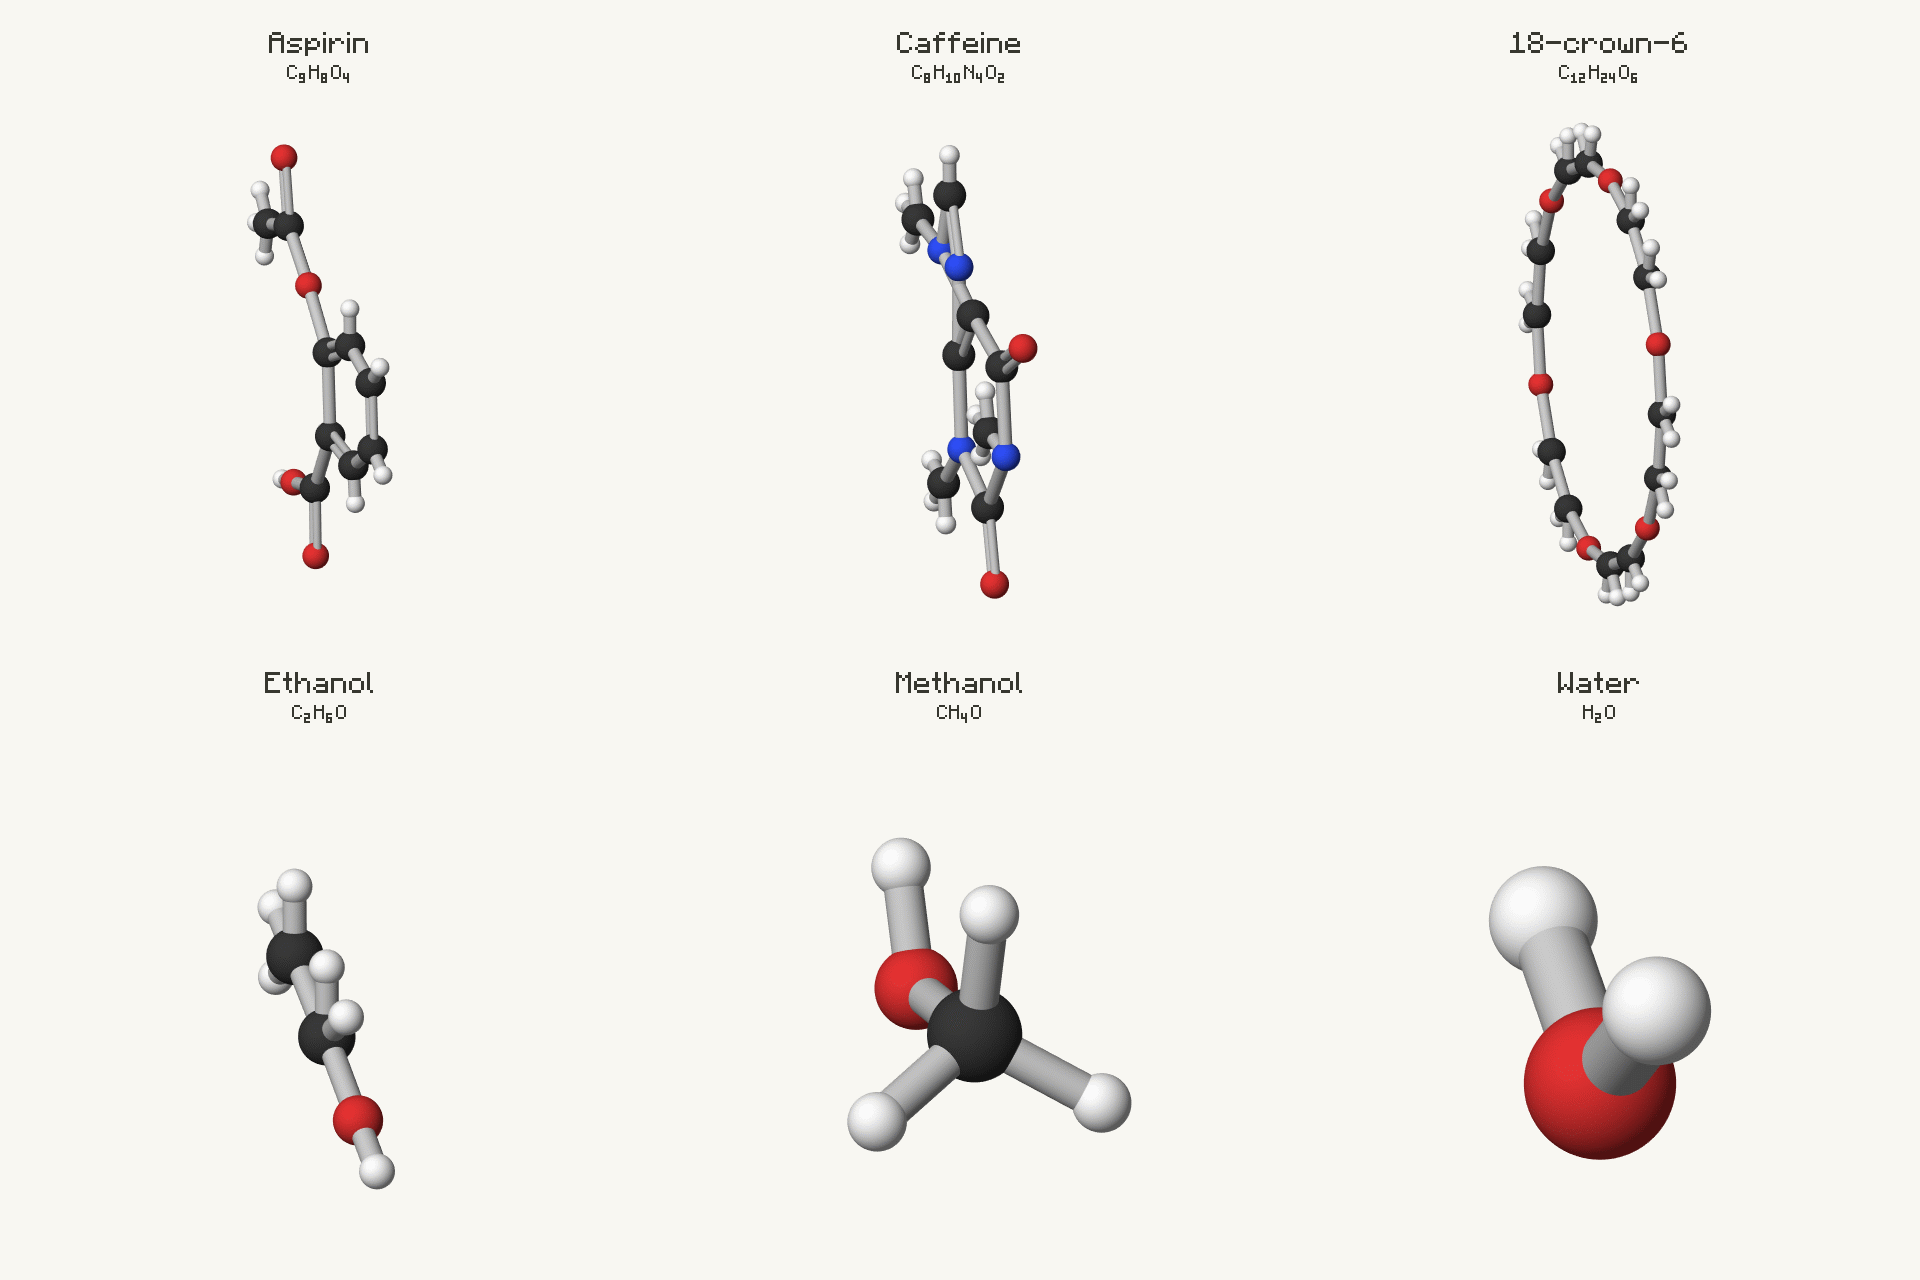 Aspirin
C₉H₈O₄
Caffeine
C₈H₁₀N₄O₂
18-crown-6
C₁₂H₂₄O₆
Ethanol
C₂H₆O
Methanol
CH₄O
Water
H₂O